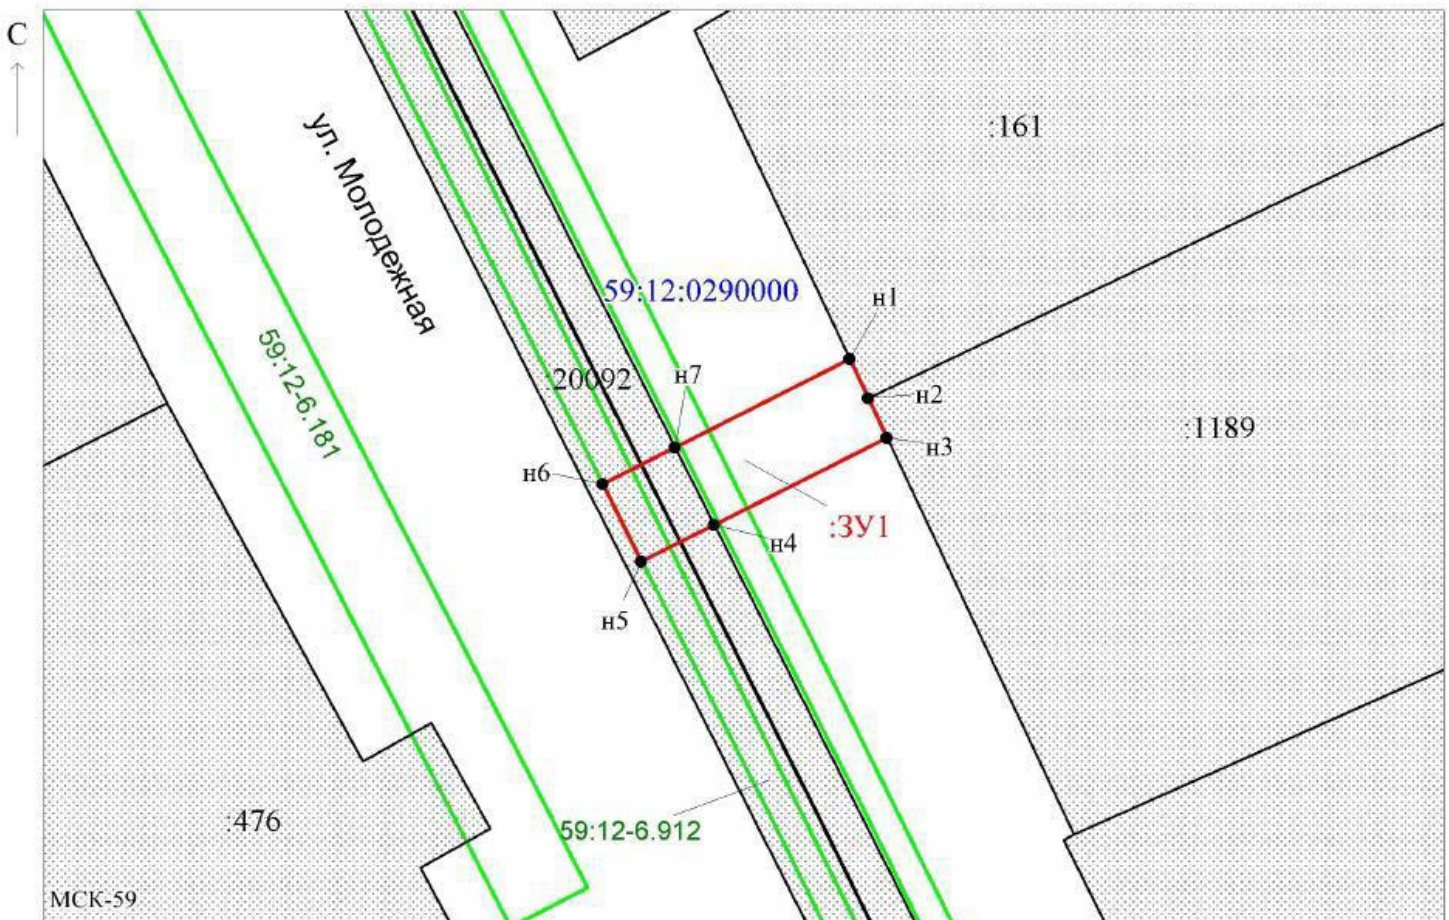 С
:161
ул. Молодежная
59:12:0290000
н1
59:12-6.181
:20092
н7
н2
:1189
н3
н6
:ЗУ1
н4
н5
:476
59:12-6.912
МСК-59